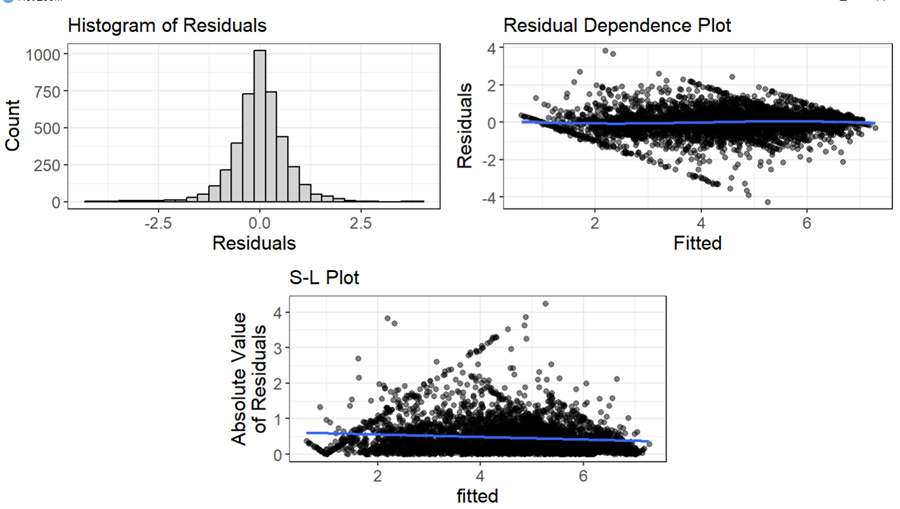 Histogram of Residuals
1000
750
500
250
0
Count
-2.5 0.0 2.5
Residuals
Residual Dependence Plot
4
2
0
-2
-4
Residuals
2 4 6
Fitted
S-L Plot
4
3
2
1
0
Absolute Value
of Residuals
2 4 6
fitted